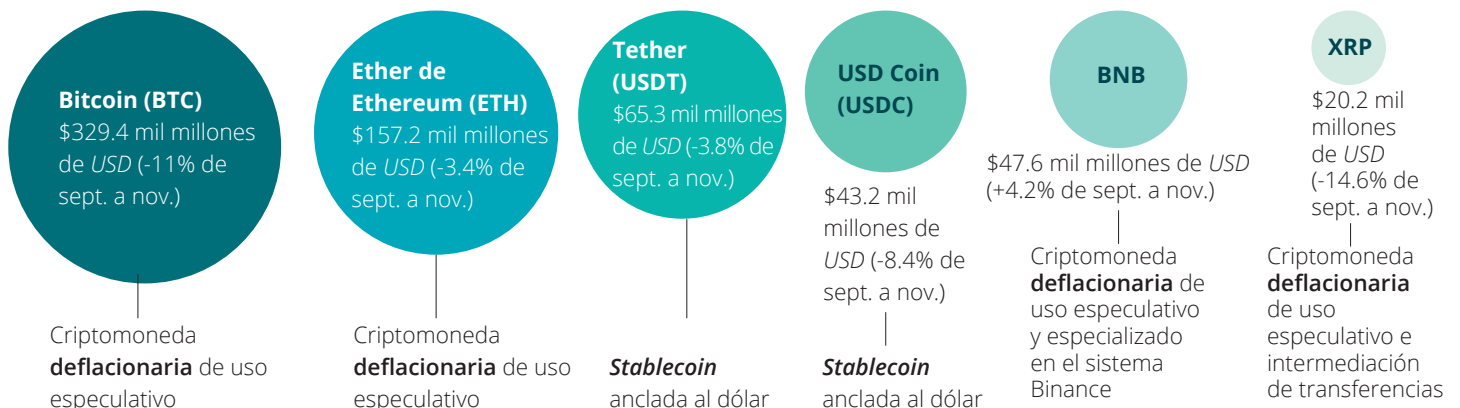 Bitcoin (BTC)
$329.4 mil millones
de USD (-11% de
sept. a nov.)
Criptomoneda
deflacionaria de uso
especulativo
Ether de
Ethereum (ETH)
$157.2 mil millones
de USD (-3.4% de
sept. a nov.)
Criptomoneda
deflacionaria de uso
especulativo
Tether
(USDT)
$65.3 mil millones
de USD (-3.8% de
sept. a nov.)
Stablecoin
anclada al dólar
USD Coin
(USDC)
$43.2 mil
millones de
USD (-8.4% de
sept. a nov.)
Stablecoin
anclada al dólar
BNB
$47.6 mil millones de USD
(+4.2% de sept. a nov.)
Criptomoneda
deflacionaria de
uso especulativo
y especializado
en el sistema
Binance
XRP
$20.2 mil
millones
de USD
(-14.6% de
sept. a nov.)
Criptomoneda
deflacionaria
de uso
especulativo e
intermediación
de transferencias